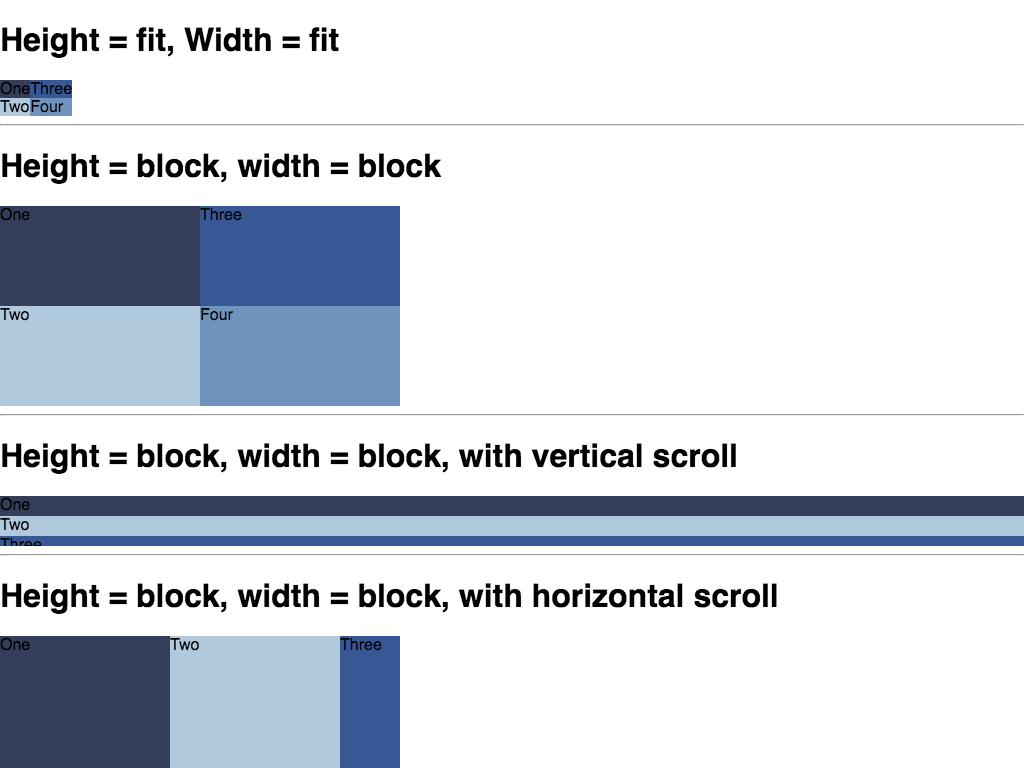 Height = fit, Width = fit
One Three
Two Four
Height = block, width = block
One Three
Two Four
Height = block, width = block, with vertical scroll
One
Two
Three
Height = block, width = block, with horizontal scroll
One Two Three